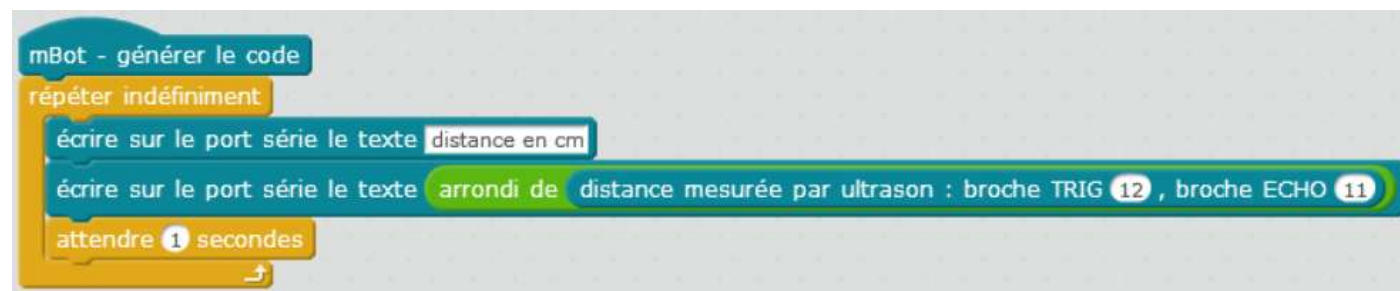 mBot - générer le code
répéter indéfiniment
écrire sur le port série le texte distance en cm
écrire sur le port série le texte arrondi de distance mesurée par ultrason : broche TRIG 12 , broche ECHO 11
attendre 1 secondes